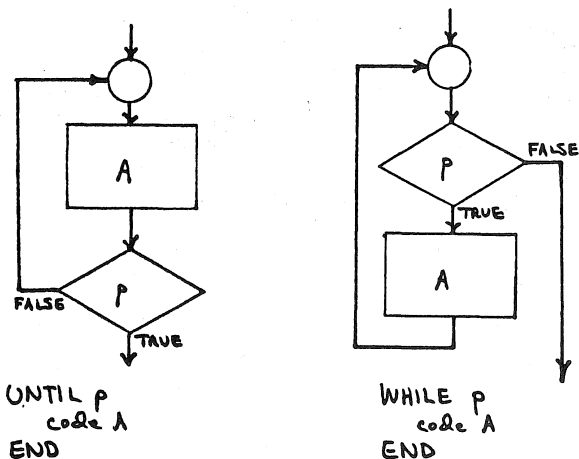 A
P
FALSE
TRUE
UNTIL P
code A
END
P
FALSE
TRUE
A
WHILE P
code A
END